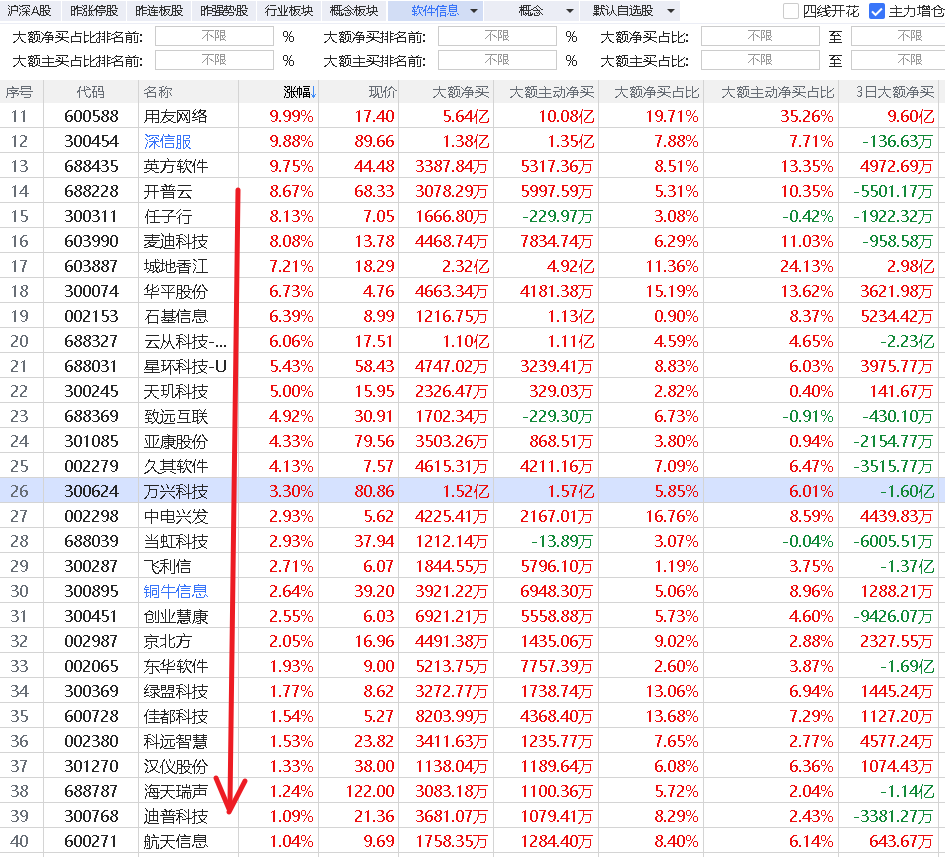 沪深A股 昨涨停股 昨连板股 昨强势股 行业板块 概念板块 软件信息 概念 默认自选股 四线开花 主力增仓
大额净买占比排名前: 不限 % 大额净买排名前: 不限 % 大额净买占比: 不限 至 不限
大额主买占比排名前: 不限 % 大额主买排名前: 不限 % 大额主买占比: 不限 至 不限
序号 代码 名称 涨幅↓ 现价 大额净买 大额主动净买 大额净买占比 大额主动净买占比 3日大额净买
11 600588 用友网络 9.99% 17.40 5.64亿 10.08亿 19.71% 35.26% 9.60亿
12 300454 深信服 9.88% 89.66 1.38亿 1.35亿 7.88% 7.71% -136.63万
13 688435 英方软件 9.75% 44.48 3387.84万 5317.36万 8.51% 13.35% 4972.69万
14 688228 开普云 8.67% 68.33 3078.29万 5997.59万 5.31% 10.35% -5501.17万
15 300311 任子行 8.13% 7.05 1666.80万 -229.97万 3.08% -0.42% -1922.32万
16 603990 麦迪科技 8.08% 13.78 4468.74万 7834.74万 6.29% 11.03% -958.58万
17 603887 城地香江 7.21% 18.29 2.32亿 4.92亿 11.36% 24.13% 2.98亿
18 300074 华平股份 6.73% 4.76 4663.34万 4181.38万 15.19% 13.62% 3621.98万
19 002153 石基信息 6.39% 8.99 1216.75万 1.13亿 0.90% 8.37% 5234.42万
20 688327 云从科技-... 6.06% 17.51 1.10亿 1.11亿 4.59% 4.65% -2.23亿
21 688031 星环科技-U 5.43% 58.43 4747.02万 3239.41万 8.83% 6.03% 3975.77万
22 300245 天玑科技 5.00% 15.95 2326.47万 329.03万 2.82% 0.40% 141.67万
23 688369 致远互联 4.92% 30.91 1702.34万 -229.30万 6.73% -0.91% -430.10万
24 301085 亚康股份 4.33% 79.56 3503.26万 868.51万 3.80% 0.94% -2154.77万
25 002279 久其软件 4.13% 7.57 4615.31万 4211.16万 7.09% 6.47% -3515.77万
26 300624 万兴科技 3.30% 80.86 1.52亿 1.57亿 5.85% 6.01% -1.60亿
27 002298 中电兴发 2.93% 5.62 4225.41万 2167.01万 16.76% 8.59% 4439.83万
28 688039 当虹科技 2.93% 37.94 1212.14万 -13.89万 3.07% -0.04% -6005.51万
29 300287 飞利信 2.71% 6.07 1844.55万 5796.10万 1.19% 3.75% -1.37亿
30 300895 铜牛信息 2.64% 39.20 3921.22万 6948.30万 5.06% 8.96% 1288.21万
31 300451 创业慧康 2.55% 6.03 6921.21万 5558.88万 5.73% 4.60% -9426.07万
32 002987 京北方 2.05% 16.96 4491.38万 1435.06万 9.02% 2.88% 2327.55万
33 002065 东华软件 1.93% 9.00 5213.75万 7757.39万 2.60% 3.87% -1.69亿
34 300369 绿盟科技 1.77% 8.62 3272.77万 1738.74万 13.06% 6.94% 1445.24万
35 600728 佳都科技 1.54% 5.27 8203.99万 4368.40万 13.68% 7.29% 1127.20万
36 002380 科远智慧 1.53% 23.82 3411.63万 1235.77万 7.65% 2.77% 4577.24万
37 301270 汉仪股份 1.33% 38.00 1138.04万 1189.64万 6.08% 6.36% 1074.43万
38 688787 海天瑞声 1.24% 122.00 3083.18万 1100.36万 5.72% 2.04% -1.14亿
39 300768 迪普科技 1.09% 21.36 3681.07万 1079.41万 8.29% 2.43% -3381.27万
40 600271 航天信息 1.04% 9.69 1758.35万 1284.40万 8.40% 6.14% 643.67万